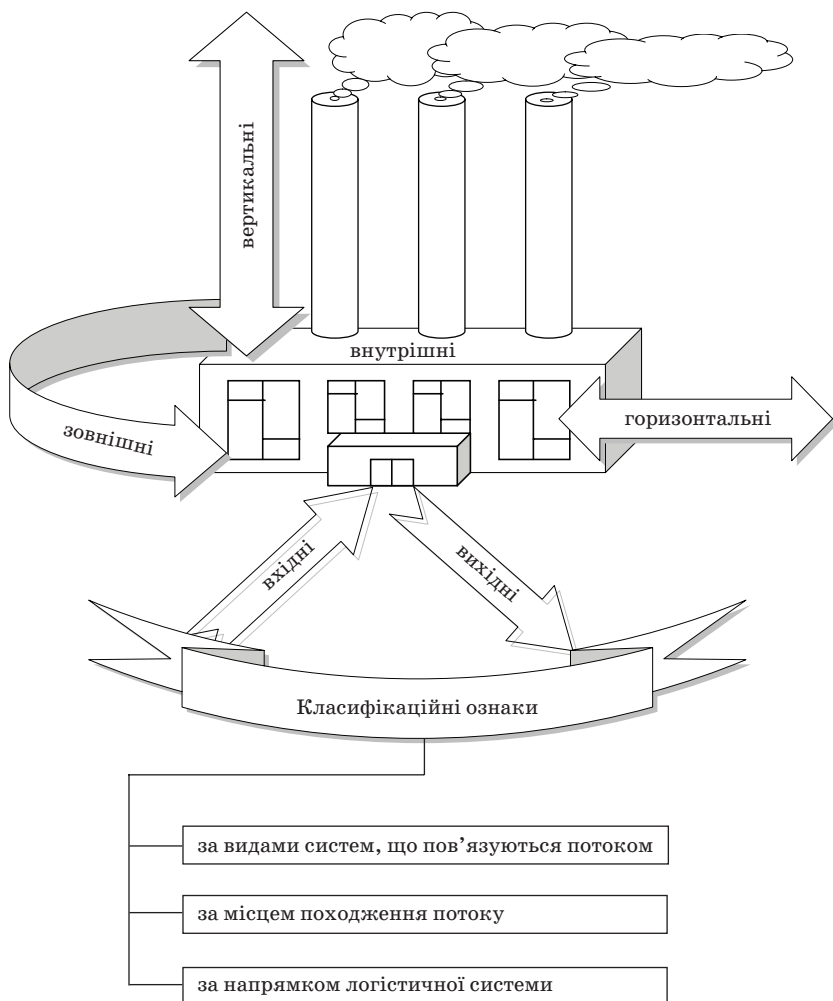 вертикальні
внутрішні
зовнішні
горизонтальні
вхідні
вихідні
Класифікаційні ознаки
за видами систем, що пов’язуються потоком
за місцем походження потоку
за напрямком логістичної системи